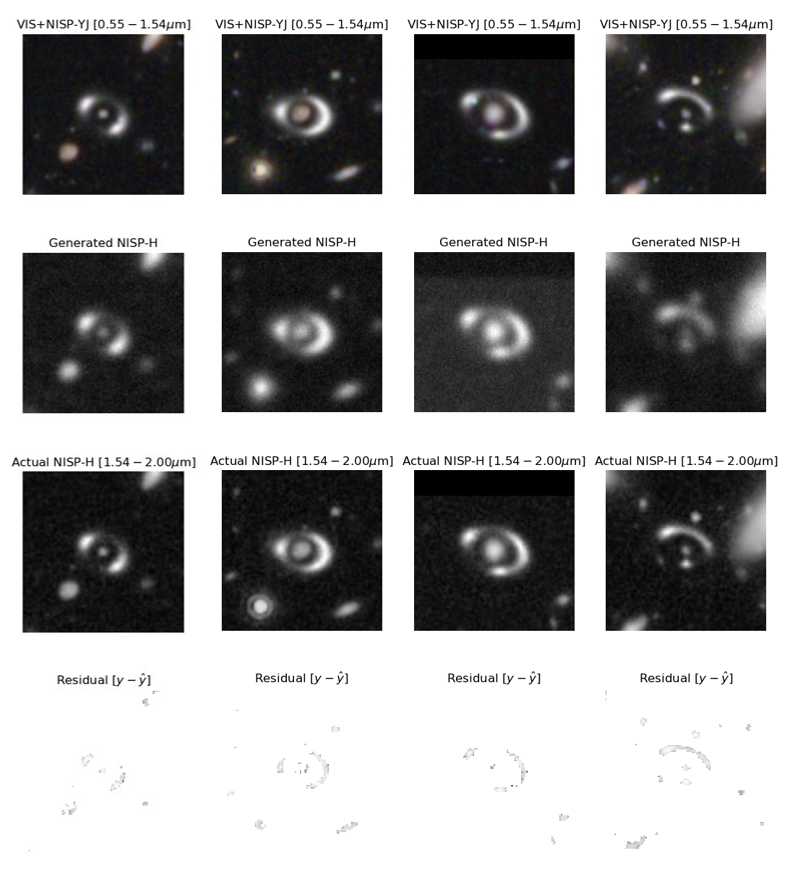 VIS+NISP-YJ [0.55 − 1.54μm] VIS+NISP-YJ [0.55 − 1.54μm] VIS+NISP-YJ [0.55 − 1.54μm] VIS+NISP-YJ [0.55 − 1.54μm]
Generated NISP-H Generated NISP-H Generated NISP-H Generated NISP-H
Actual NISP-H [1.54 − 2.00μm] Actual NISP-H [1.54 − 2.00μm] Actual NISP-H [1.54 − 2.00μm] Actual NISP-H [1.54 − 2.00μm]
Residual [y − ŷ] Residual [y − ŷ] Residual [y − ŷ] Residual [y − ŷ]